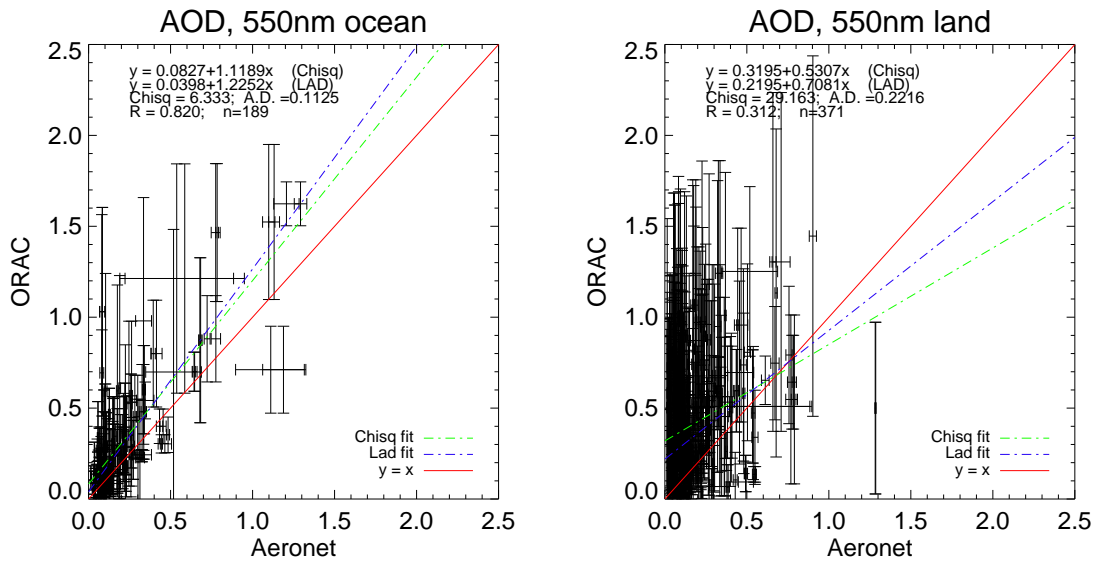 AOD, 550nm ocean
y = 0.0827+1.1189x (Chisq)
y = 0.0398+1.2252x (LAD)
Chisq = 6.333; A.D. =0.1125
R = 0.820; n=189
2.5
2.0
1.5
1.0
0.5
0.0
ORAC
Chisq fit
Lad fit
y = x
0.0 0.5 1.0 1.5 2.0 2.5
Aeronet
AOD, 550nm land
y = 0.3195+0.5307x (Chisq)
y = 0.2195+0.7081x (LAD)
Chisq = 29.163; A.D. =0.2216
R = 0.312; n=371
2.5
2.0
1.5
1.0
0.5
0.0
ORAC
Chisq fit
Lad fit
y = x
0.0 0.5 1.0 1.5 2.0 2.5
Aeronet